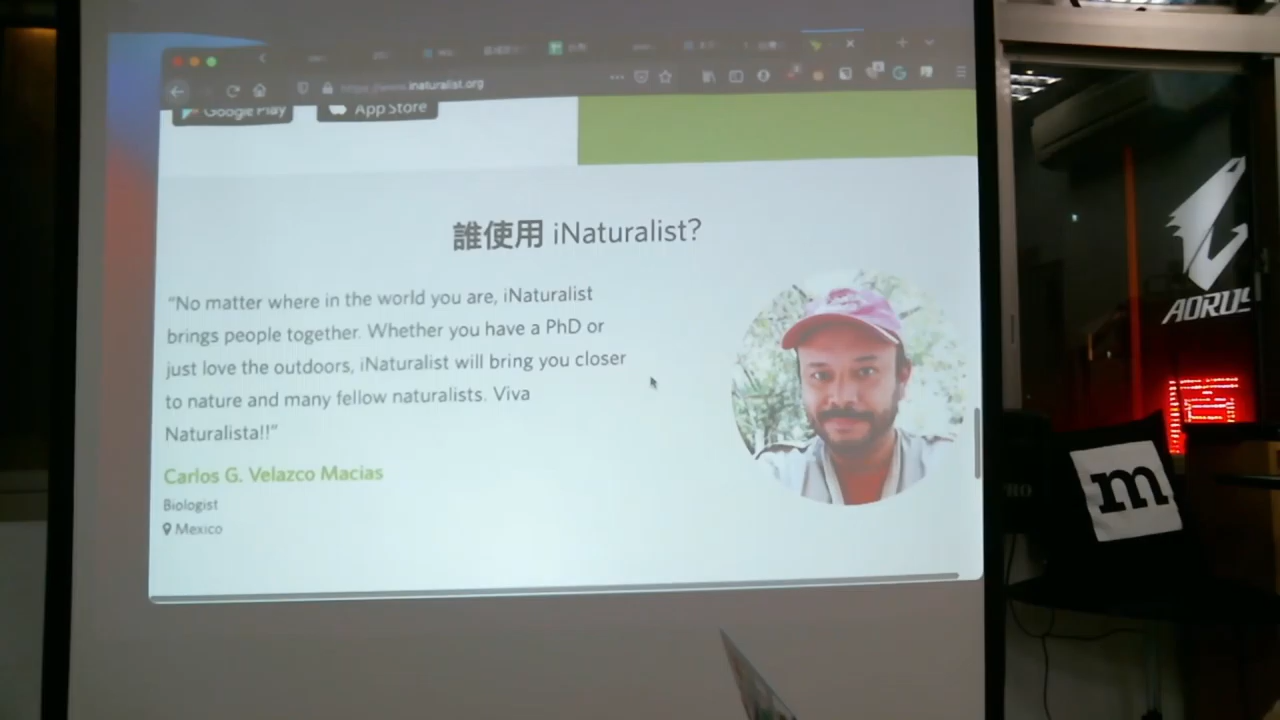 https://www.inaturalist.org
Google Play
App Store
誰使用 iNaturalist?
“No matter where in the world you are, iNaturalist
brings people together. Whether you have a PhD or
just love the outdoors, iNaturalist will bring you closer
to nature and many fellow naturalists. Viva
Naturalista!!”
Carlos G. Velazco Macias
Biologist
Mexico
AORUS
m